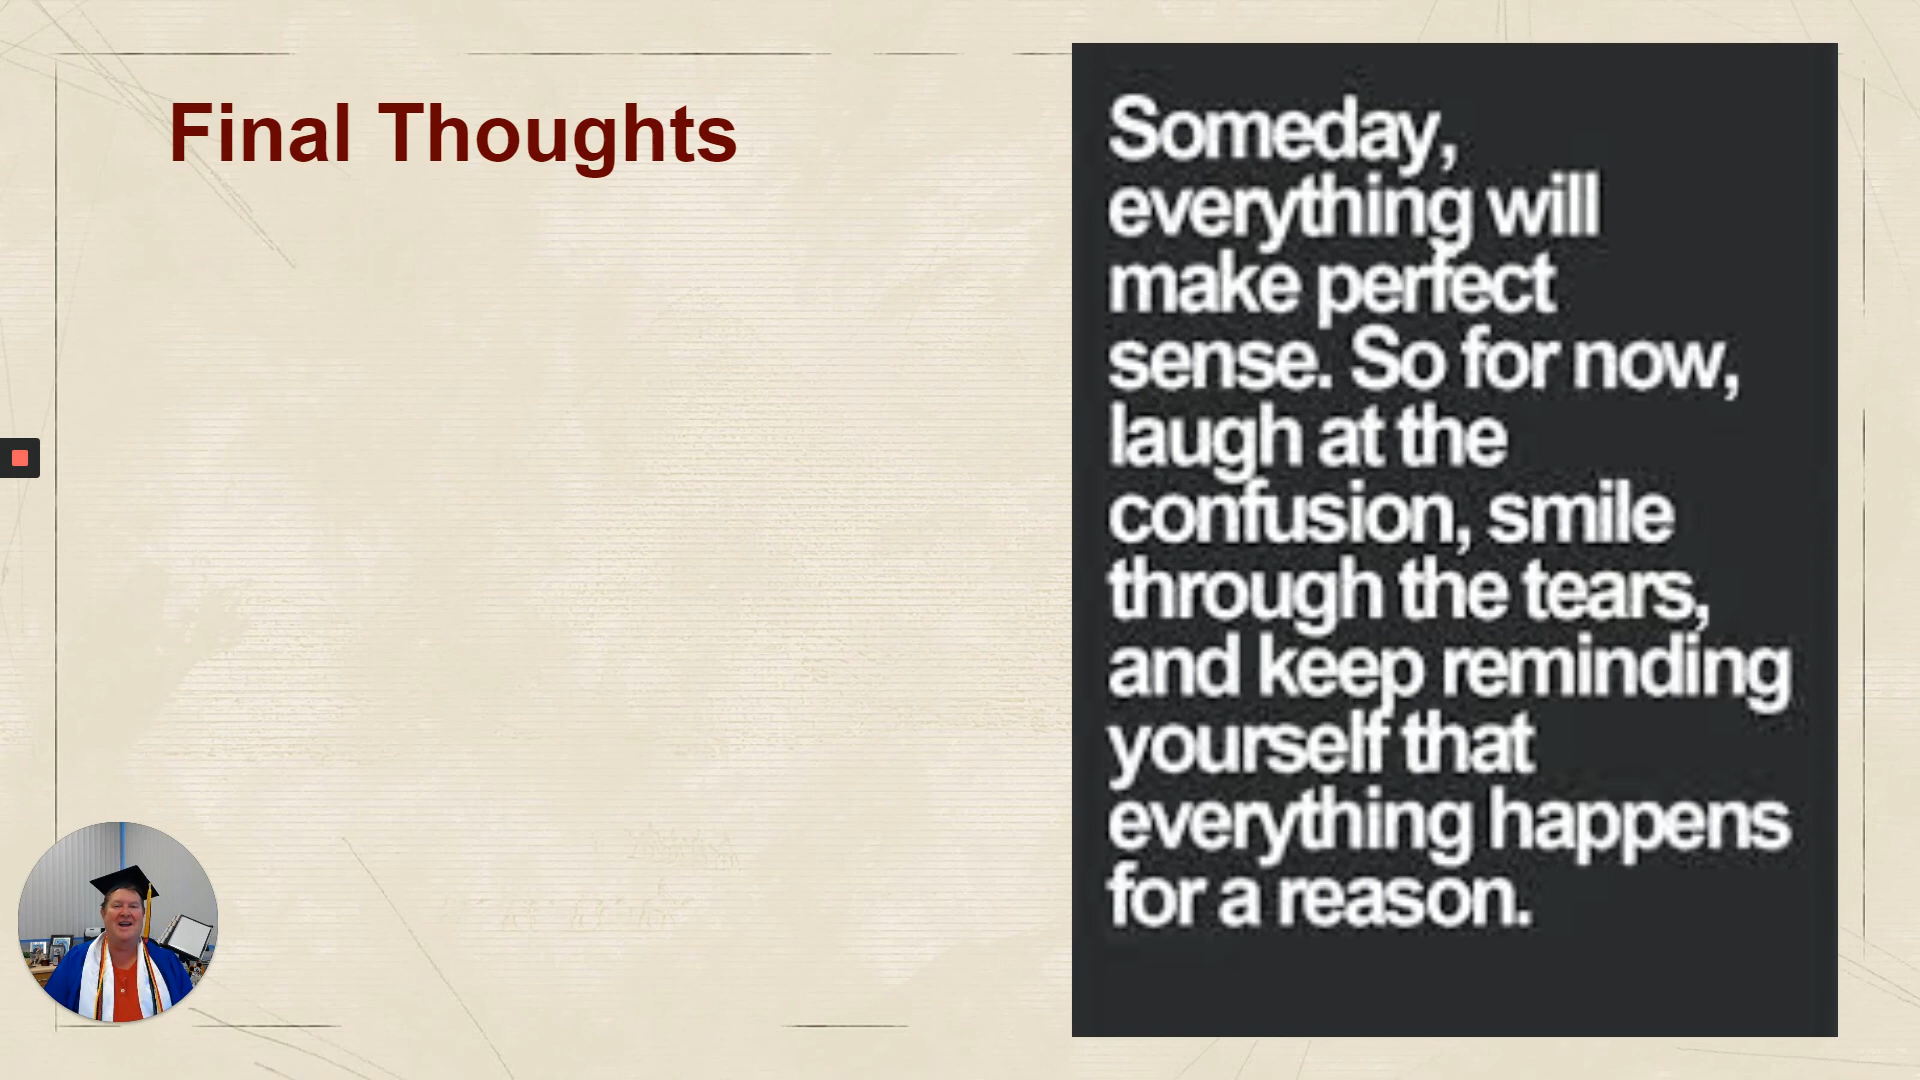 Final Thoughts
Someday,
everything will
make perfect
sense. So for now,
laugh at the
confusion, smile
through the tears,
and keep reminding
yourself that
everything happens
for a reason.